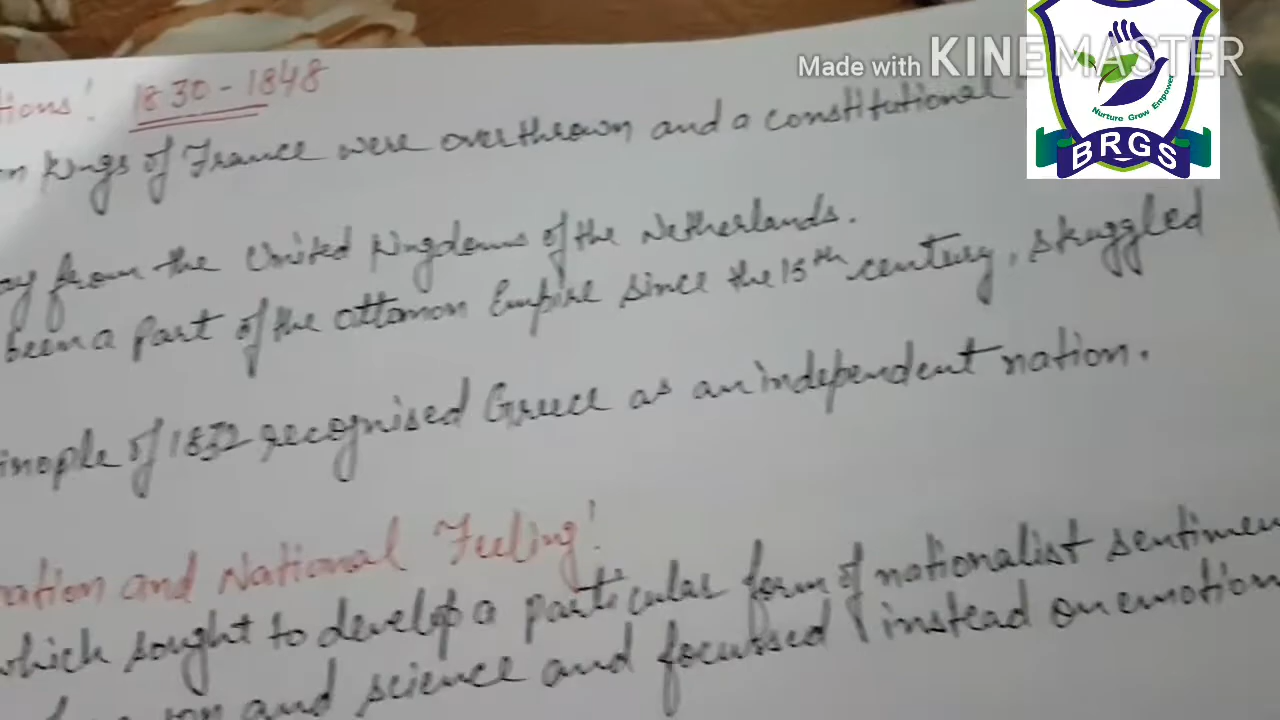 Made with KINEMASTER
Nurture Grow Empower
BRGS
tions! 1830-1848
Kings of France were overthrown, and a constitutional
from the United Kingdoms of the Netherlands.
been a part of the Ottomon Empire since the 15th century, struggled
inople of 1832 recognised Greece as an independent nation.
nation and National Feeling!
which sought to develop a particular form of nationalist sentimen
and science and focussed instead on emotion